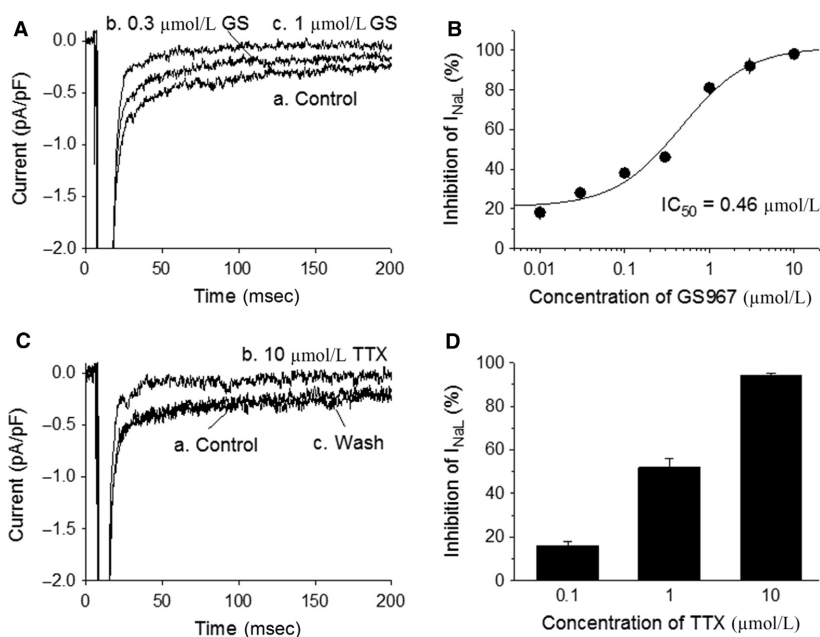 A
b. 0.3 µmol/L GS c. 1 µmol/L GS
a. Control
Current (pA/pF)
0.0
−0.5
−1.0
−1.5
−2.0
0 50 100 150 200
Time (msec)
B
Inhibition of I_NaL (%)
100
80
60
40
20
0
IC50 = 0.46 µmol/L
0.01 0.1 1 10
Concentration of GS967 (µmol/L)
C
b. 10 µmol/L TTX
a. Control
c. Wash
Current (pA/pF)
0.0
−0.5
−1.0
−1.5
−2.0
0 50 100 150 200
Time (msec)
D
Inhibition of I_NaL (%)
100
80
60
40
20
0
0.1 1 10
Concentration of TTX (µmol/L)